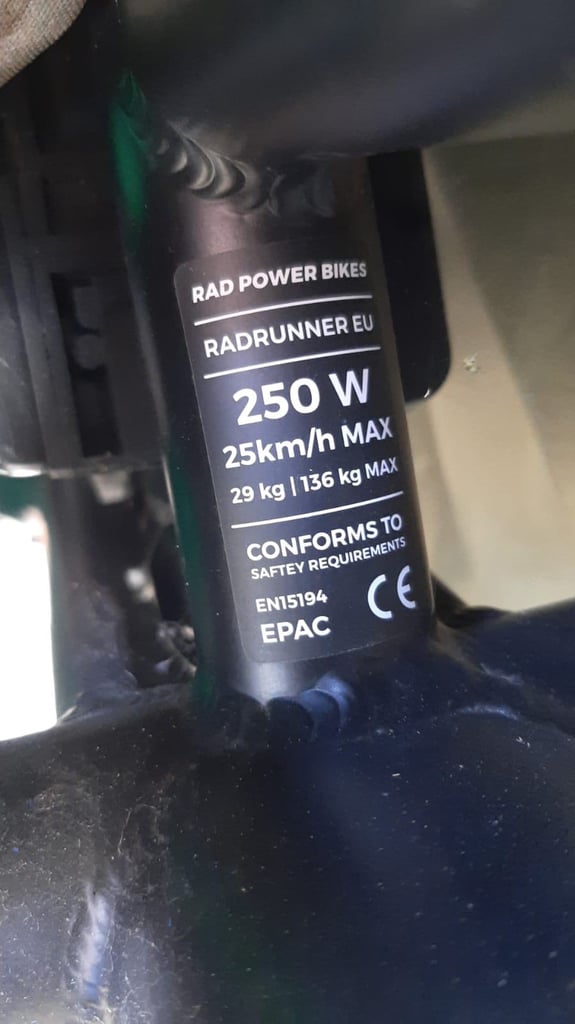 RAD POWER BIKES
RADRUNNER EU
250 W
25km/h MAX
29 kg | 136 kg MAX
CONFORMS TO
SAFTEY REQUIREMENTS
EN15194
EPAC
CE